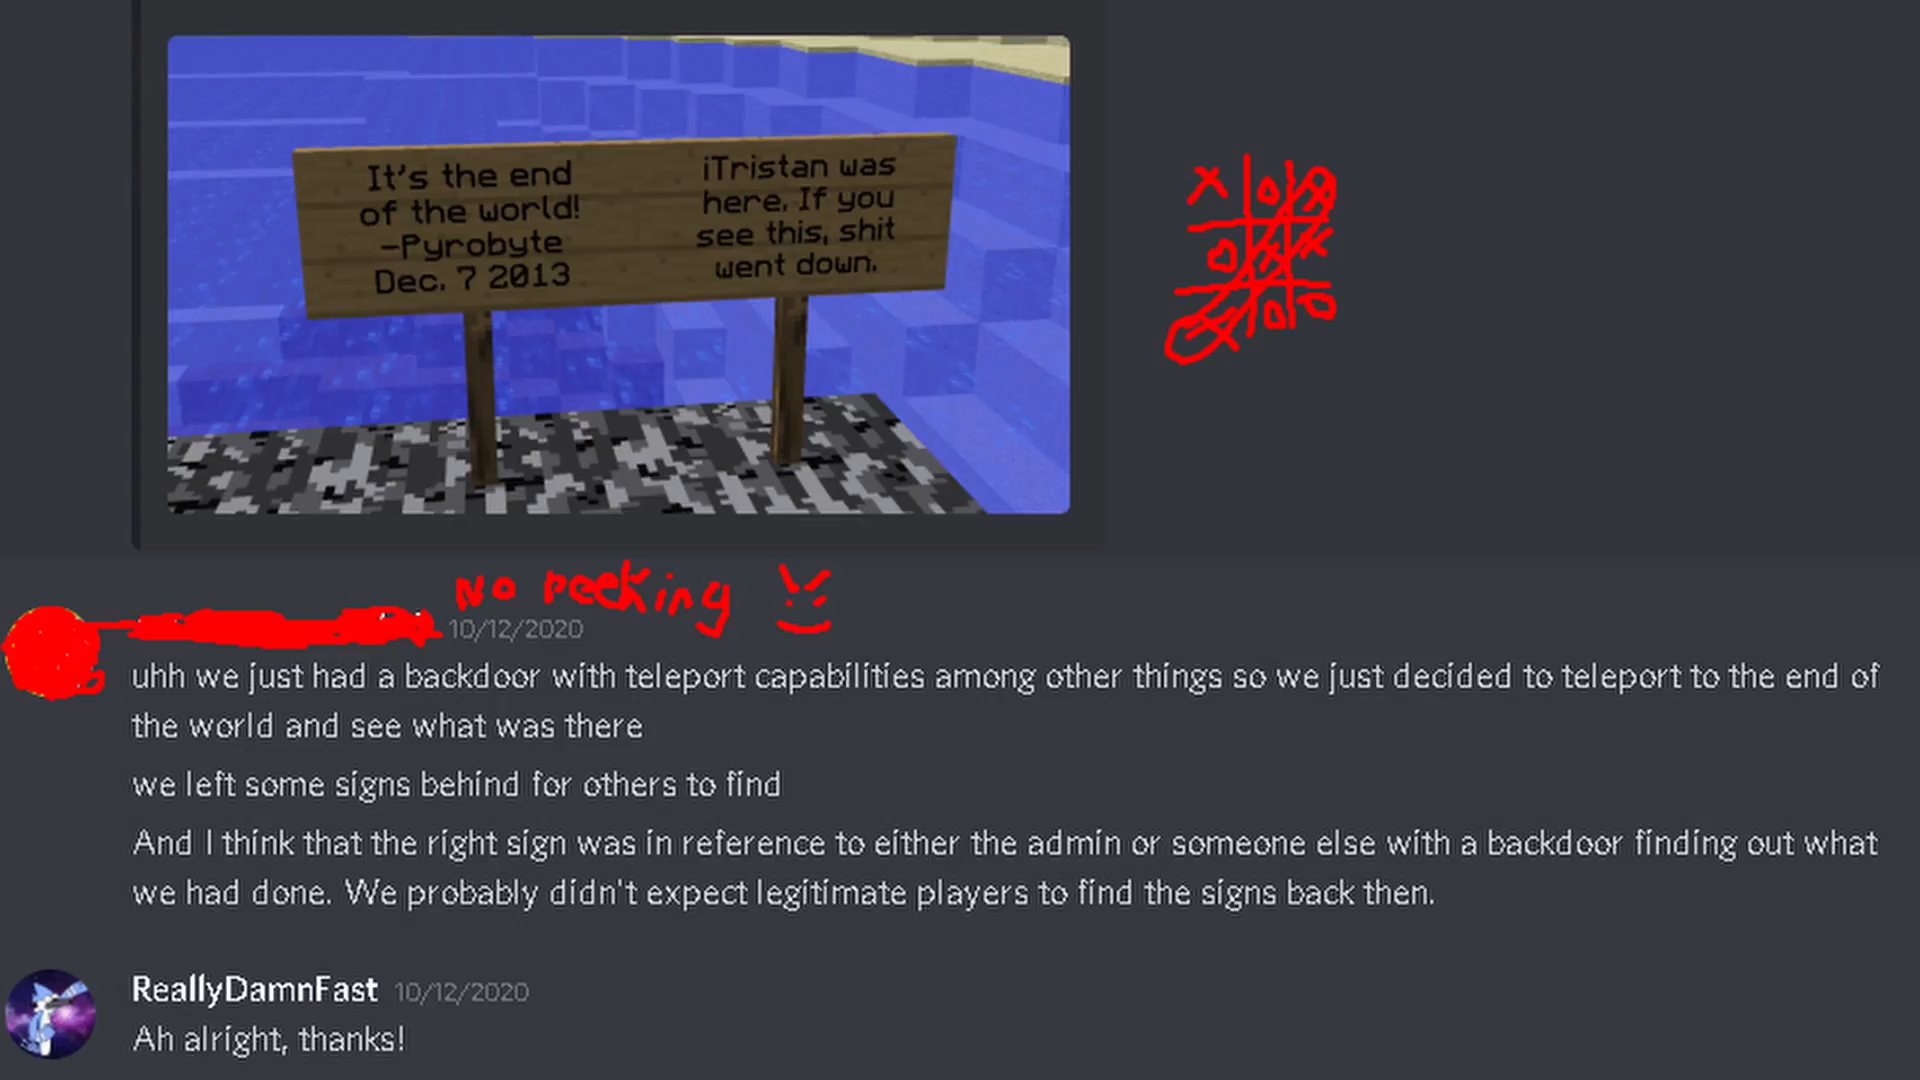 It's the end
of the world!
-Pyrobyte
Dec. 7 2013
iTristan was
here. If you
see this, shit
went down.
No peeking
10/12/2020
uhh we just had a backdoor with teleport capabilities among other things so we just decided to teleport to the end of
the world and see what was there
we left some signs behind for others to find
And I think that the right sign was in reference to either the admin or someone else with a backdoor finding out what
we had done. We probably didn't expect legitimate players to find the signs back then.
ReallyDamnFast 10/12/2020
Ah alright, thanks!